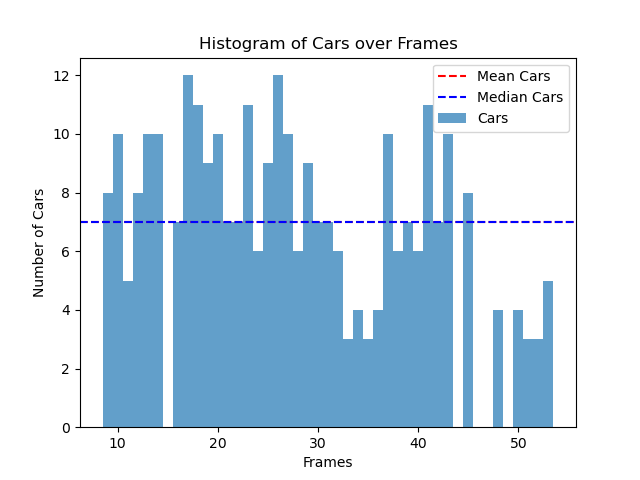 Histogram of Cars over Frames
Mean Cars
Median Cars
Cars
Number of Cars
12
10
8
6
4
2
0
10 20 30 40 50
Frames